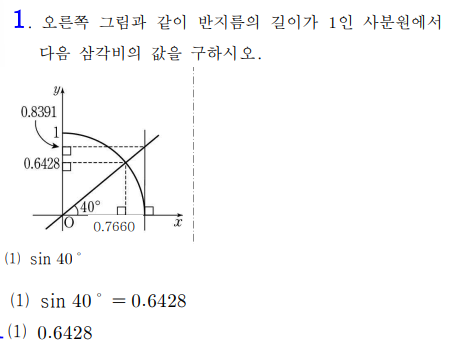 1. 오른쪽 그림과 같이 반지름의 길이가 1인 사분원에서
다음 삼각비의 값을 구하시오.
y
0.8391
1
0.6428
40°
O
0.7660
x
(1) sin 40°
(1) sin 40° = 0.6428
(1) 0.6428